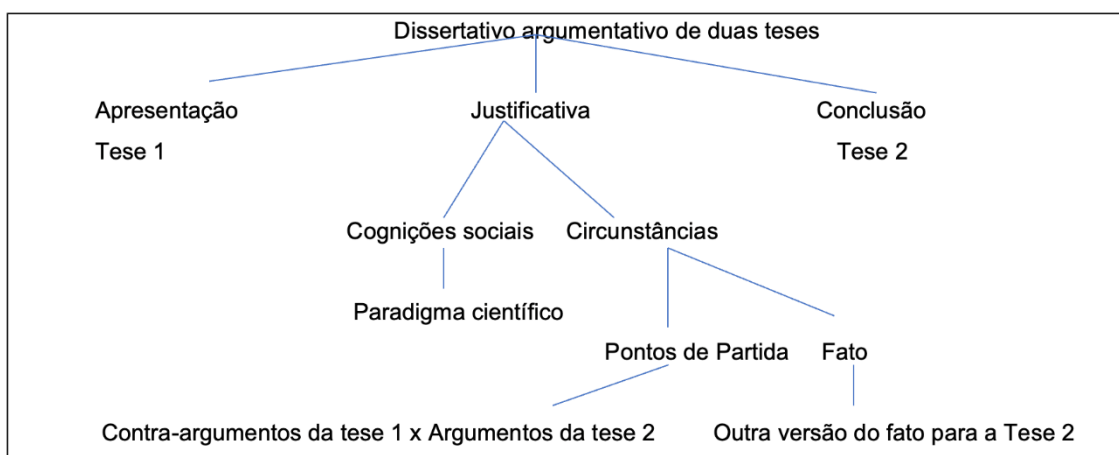 Dissertativo argumentativo de duas teses
Apresentação Justificativa Conclusão
Tese 1 Tese 2
Cognições sociais Circunstâncias
Paradigma científico
Pontos de Partida Fato
Contra-argumentos da tese 1 x Argumentos da tese 2 Outra versão do fato para a Tese 2